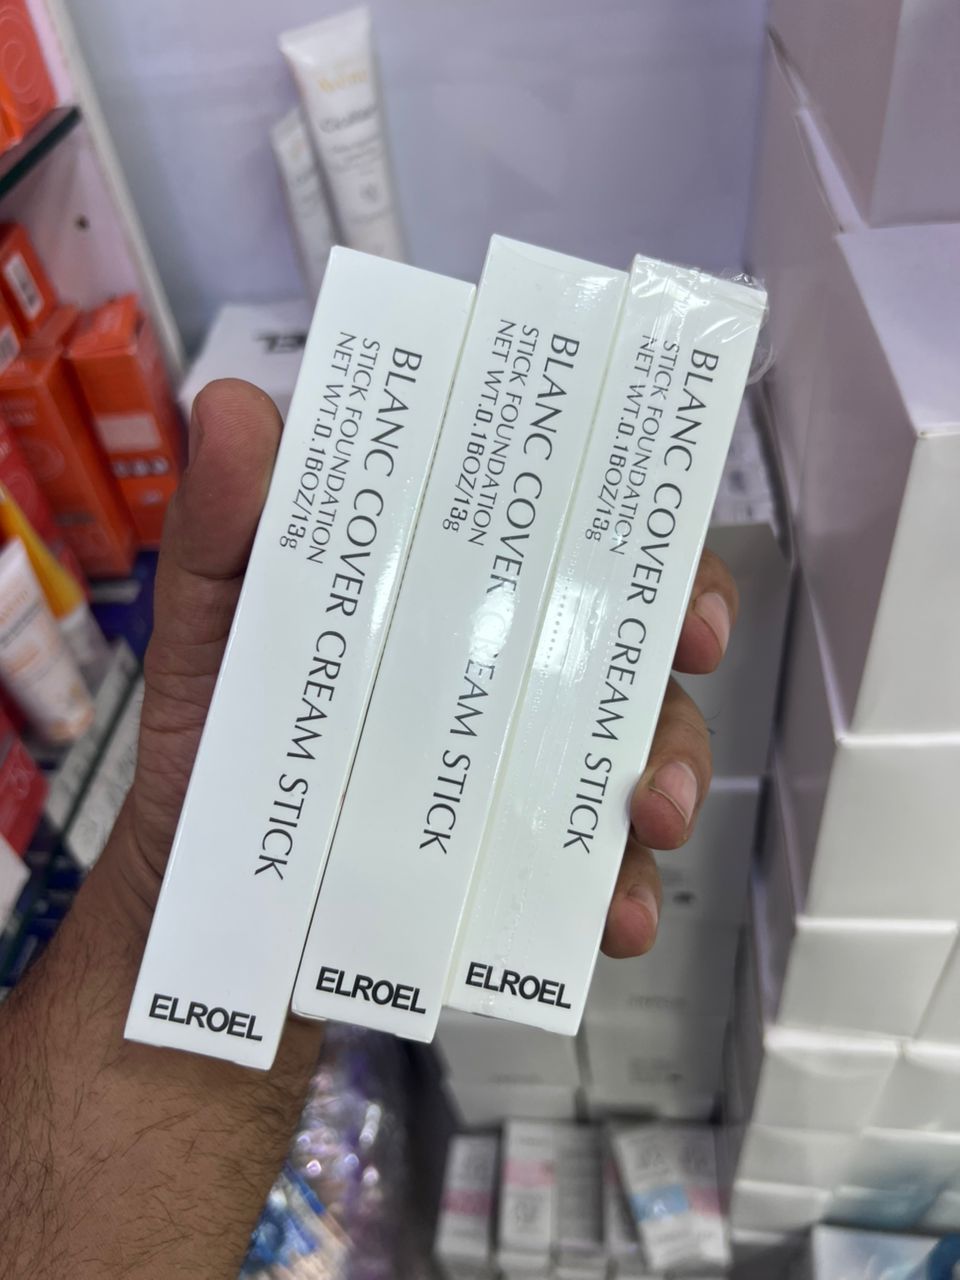 BLANC COVER CREAM STICK
STICK FOUNDATION
NET WT.0.18OZ/13g
ELROEL
BLANC COVER CREAM STICK
STICK FOUNDATION
NET WT.0.18OZ/13g
ELROEL
BLANC COVER CREAM STICK
STICK FOUNDATION
NET WT.0.18OZ/13g
ELROEL